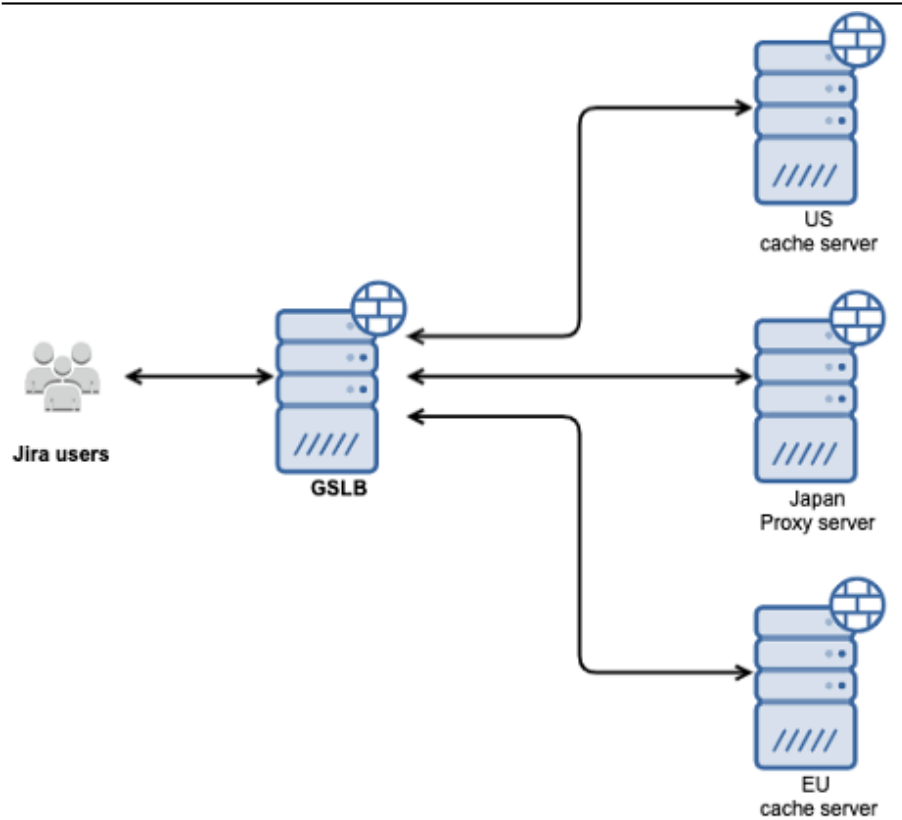 US
cache server
Jira users
GSLB
Japan
Proxy server
EU
cache server